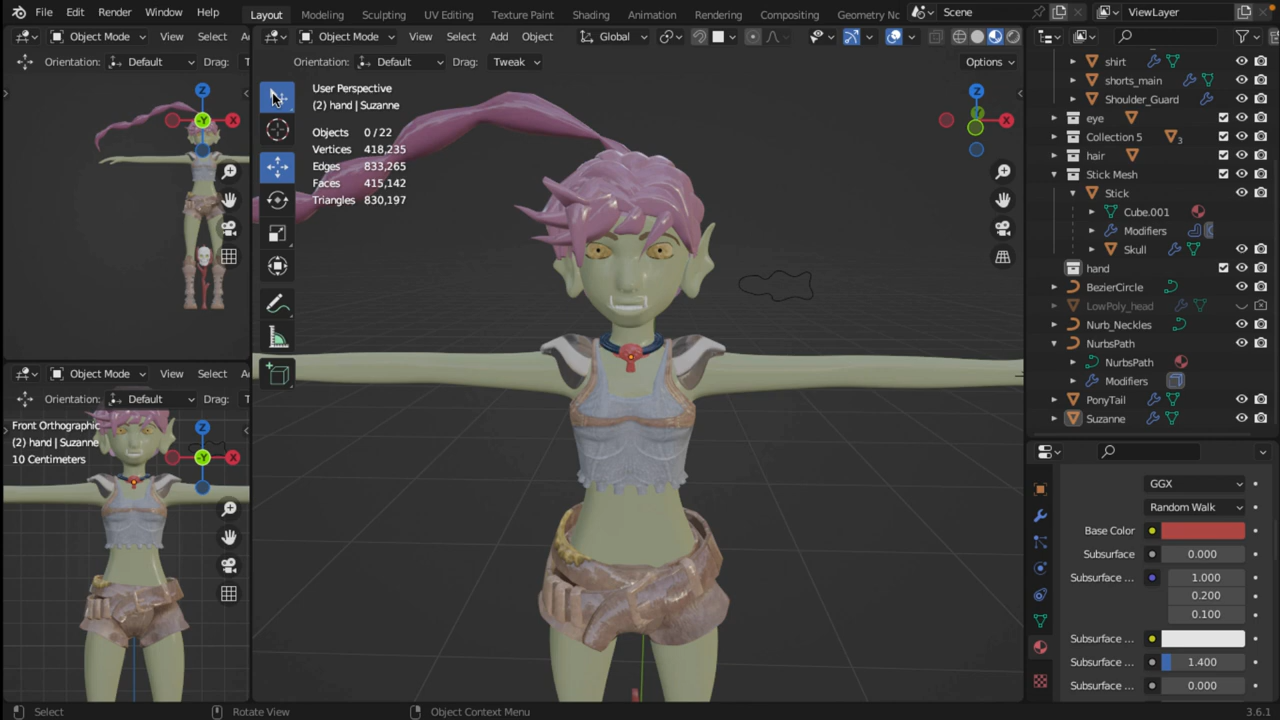 File Edit Render Window Help Layout Modeling Sculpting UV Editing Texture Paint Shading Animation Rendering Compositing Geometry Nc Scene ViewLayer
Object Mode View Select
Object Mode View Select Add Object Global
Orientation: Default Drag:
Orientation: Default Drag: Tweak Options
User Perspective
(2) hand | Suzanne
Objects 0 / 22
Vertices 418,235
Edges 833,265
Faces 415,142
Triangles 830,197
Object Mode View Select
Orientation: Default Drag:
Front Orthographic
(2) hand | Suzanne
10 Centimeters
shirt
shorts_main
Shoulder_Guard
eye
Collection 5 3
hair
Stick Mesh
Stick
Cube.001
Modifiers
Skull
hand
BezierCircle
LowPoly_head
Nurb_Neckles
NurbsPath
NurbsPath
Modifiers
PonyTail
Suzanne
GGX
Random Walk
Base Color
Subsurface 0.000
Subsurface ... 1.000
0.200
0.100
Subsurface ...
Subsurface ... 1.400
Subsurface ... 0.000
Select Rotate View Object Context Menu 3.6.1